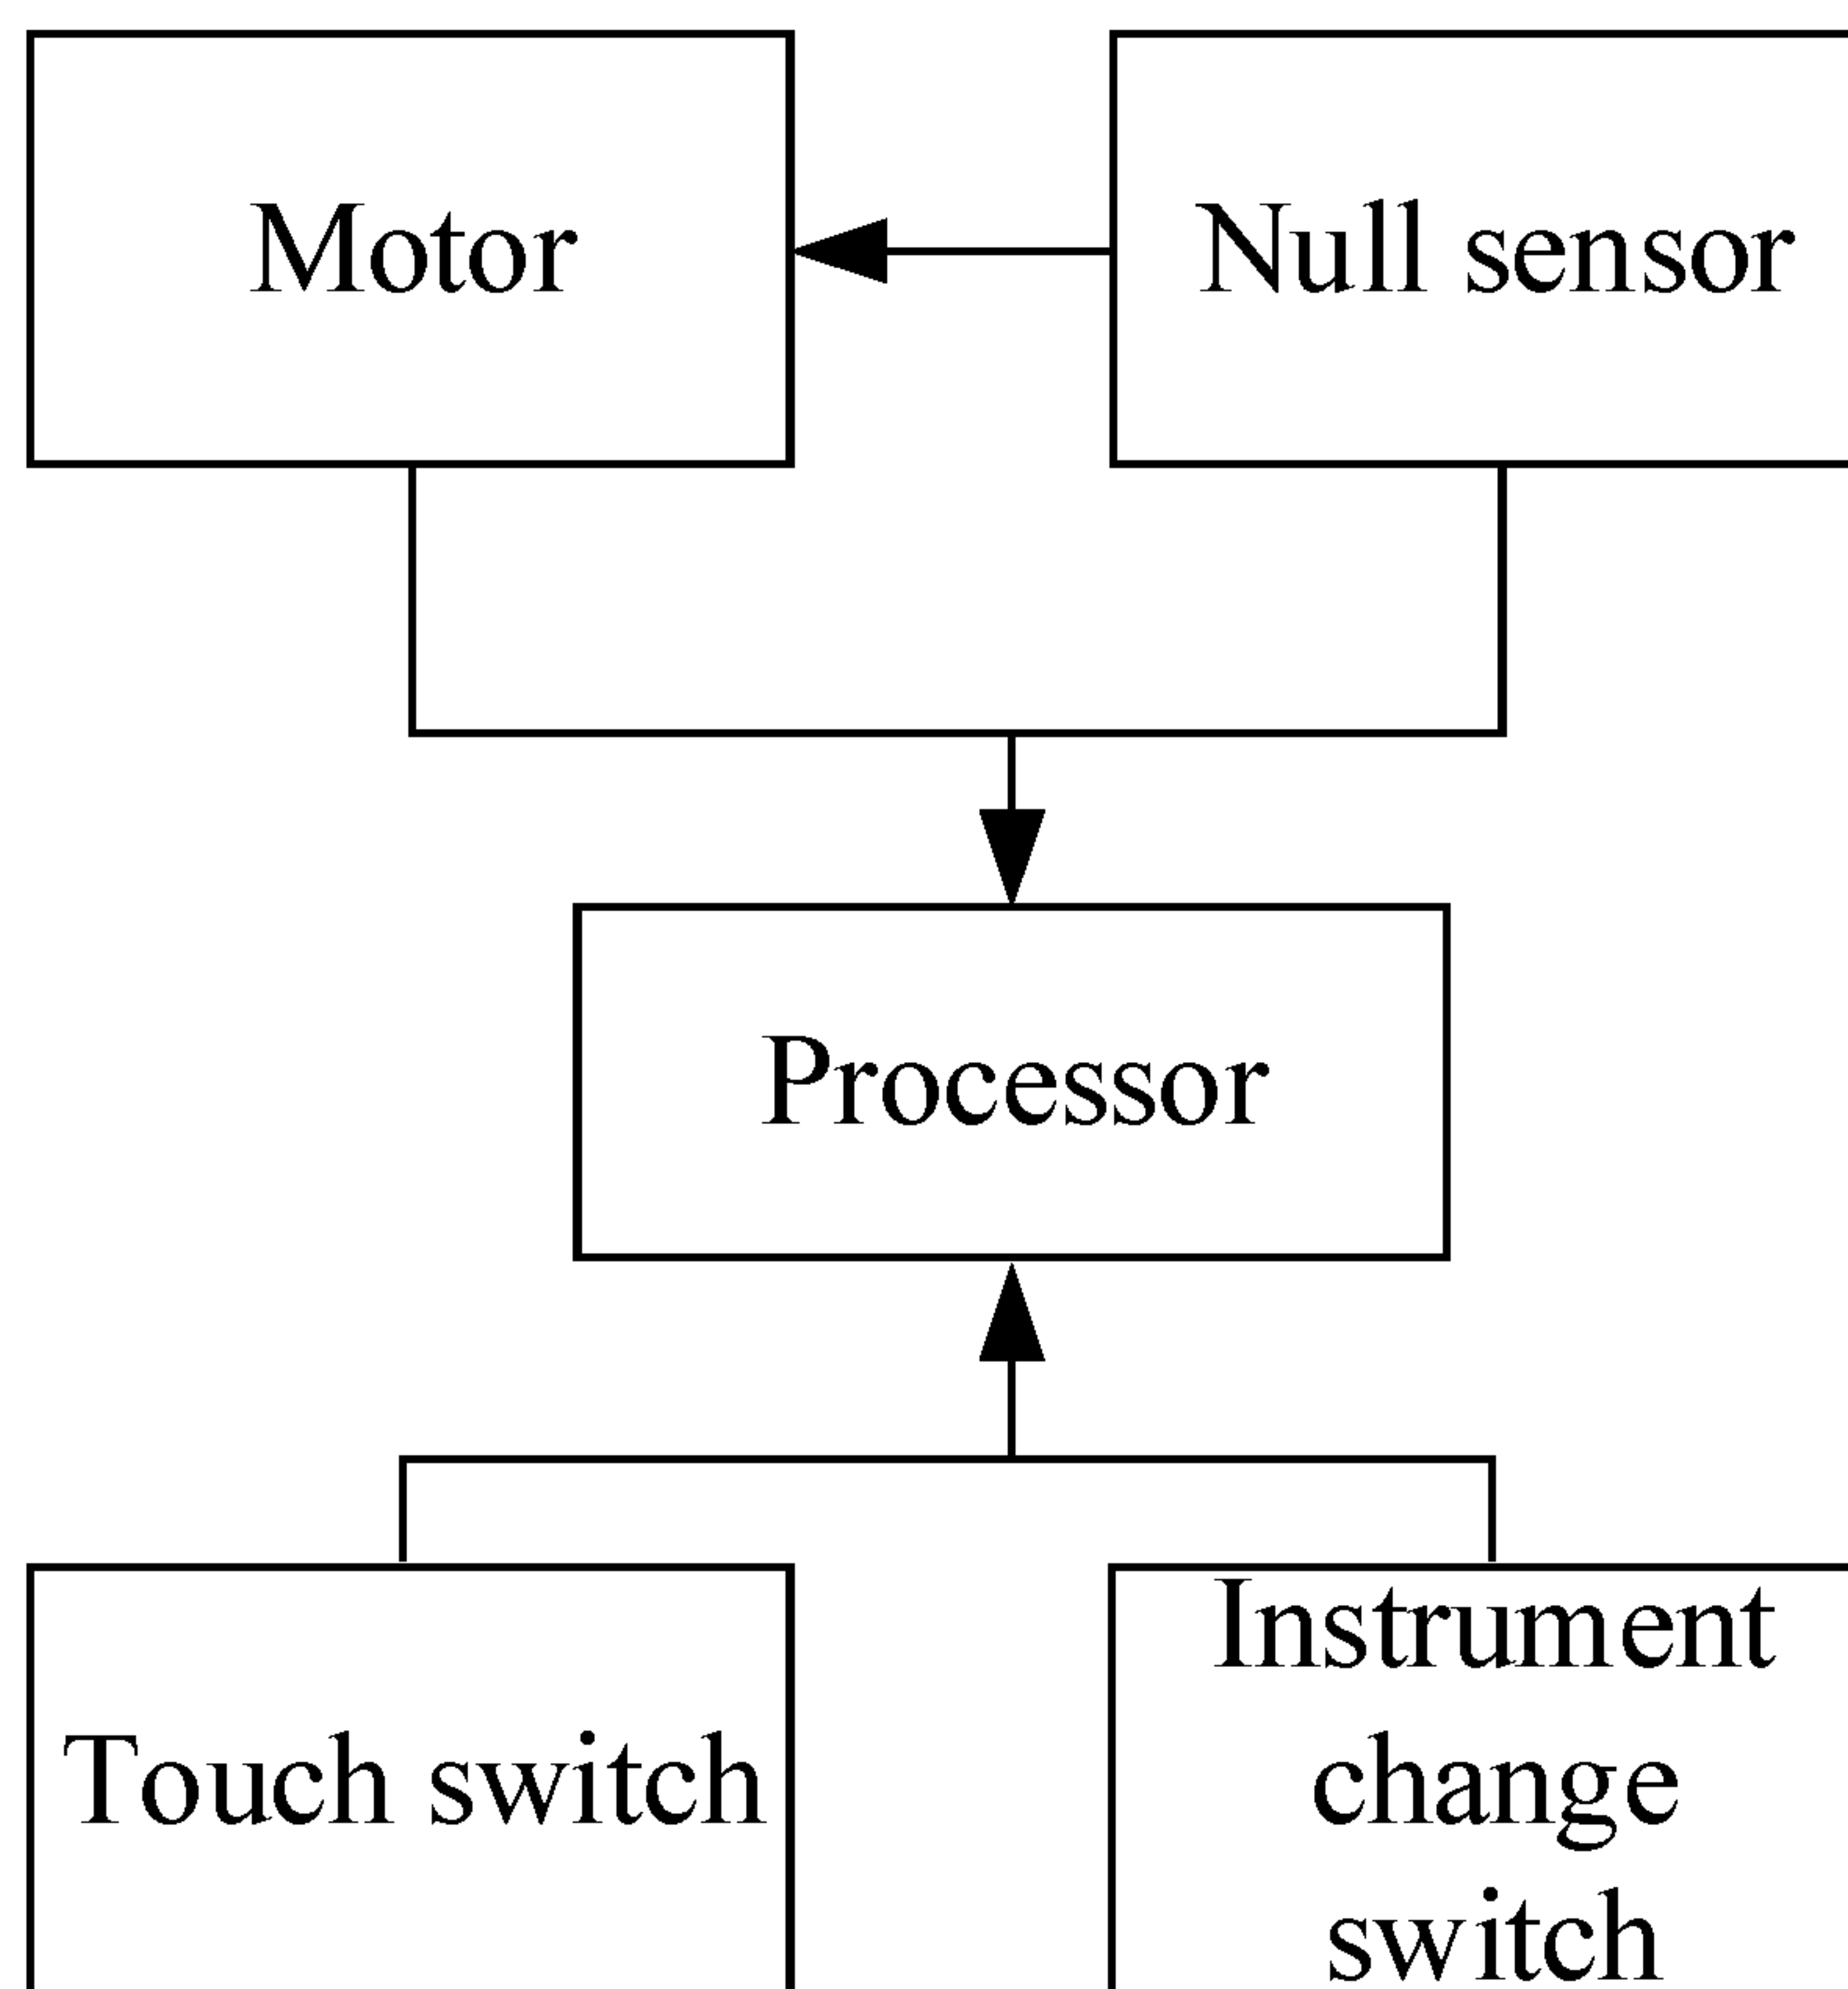 Motor
Null sensor
Processor
Touch switch
Instrument
change
switch